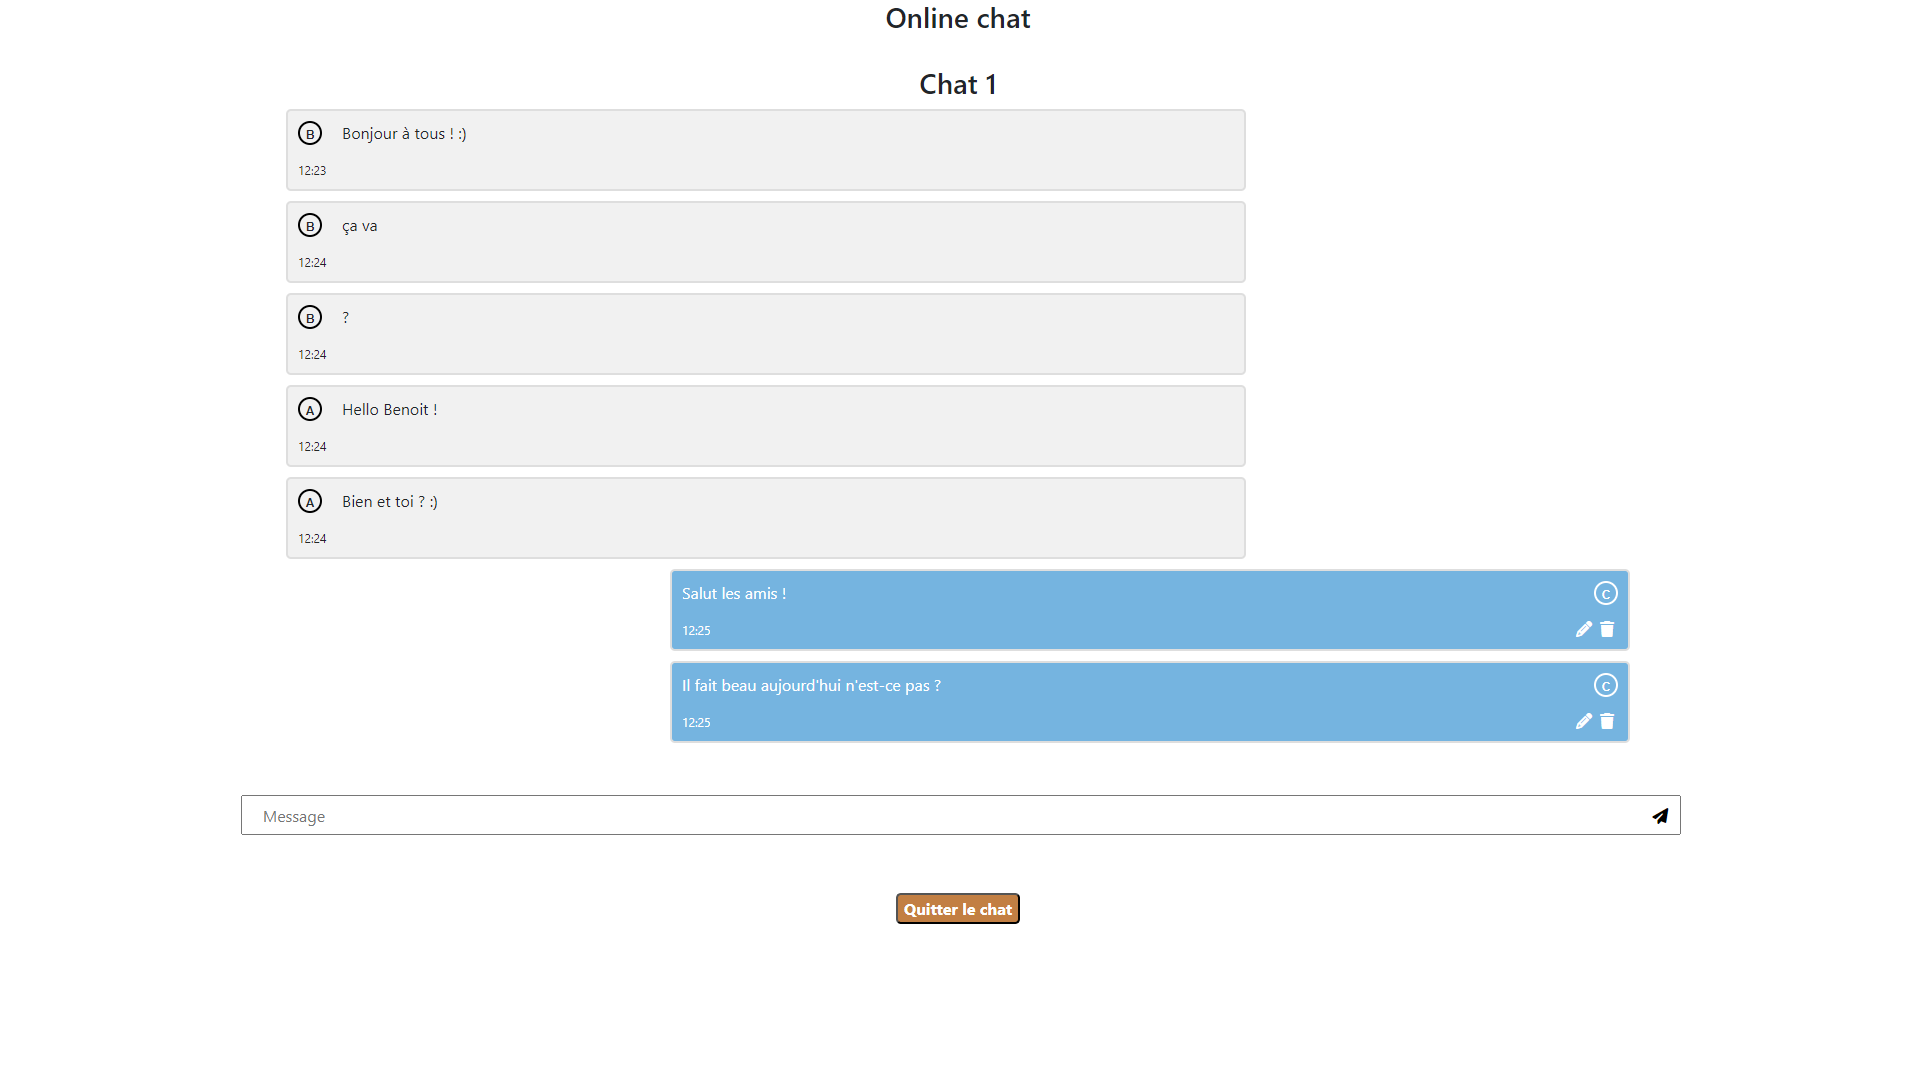 Online chat
Chat 1
B Bonjour à tous ! :)
12:23
B ça va
12:24
B ?
12:24
A Hello Benoit !
12:24
A Bien et toi ? :)
12:24
Salut les amis ! C
12:25
Il fait beau aujourd'hui n'est-ce pas ? C
12:25
Message
Quitter le chat